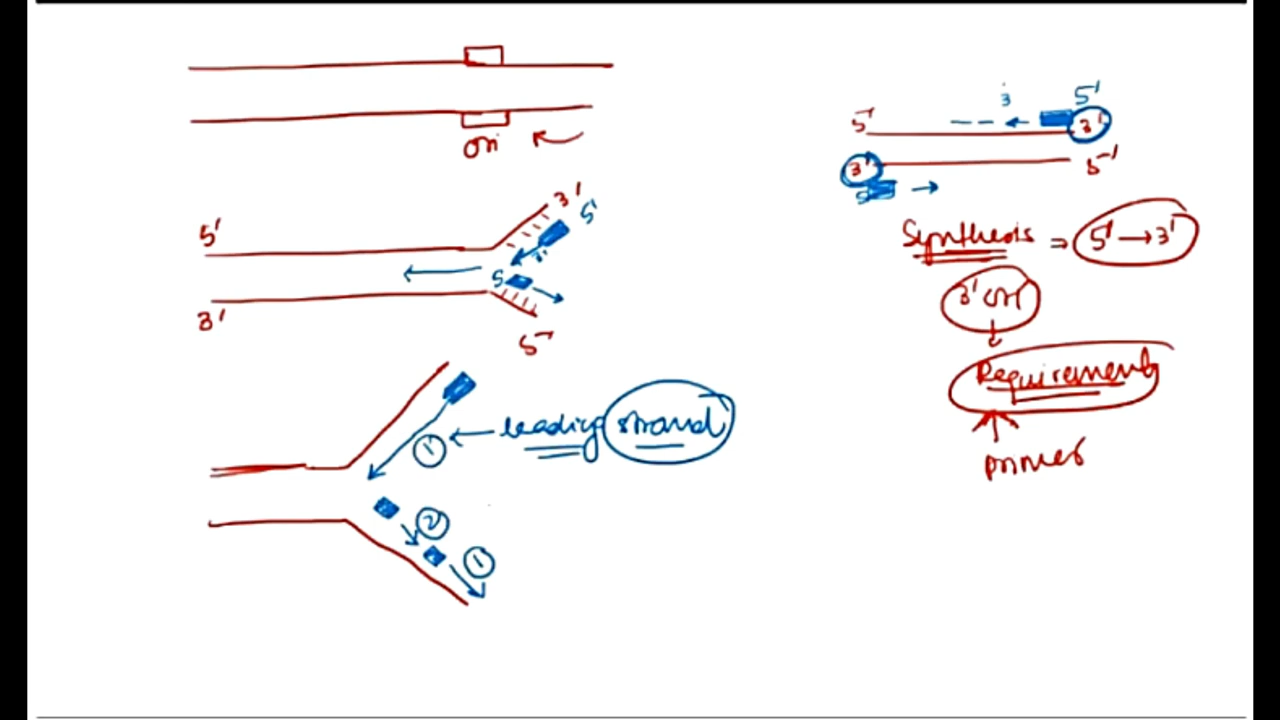 Ori
5'
3'
5'
3'
5'
5
5'
① ← leading strand
②
①
3
5'
5'
3'
3'
5'
5
Synthesis = 5' → 3'
3' OH
Requirement
primer